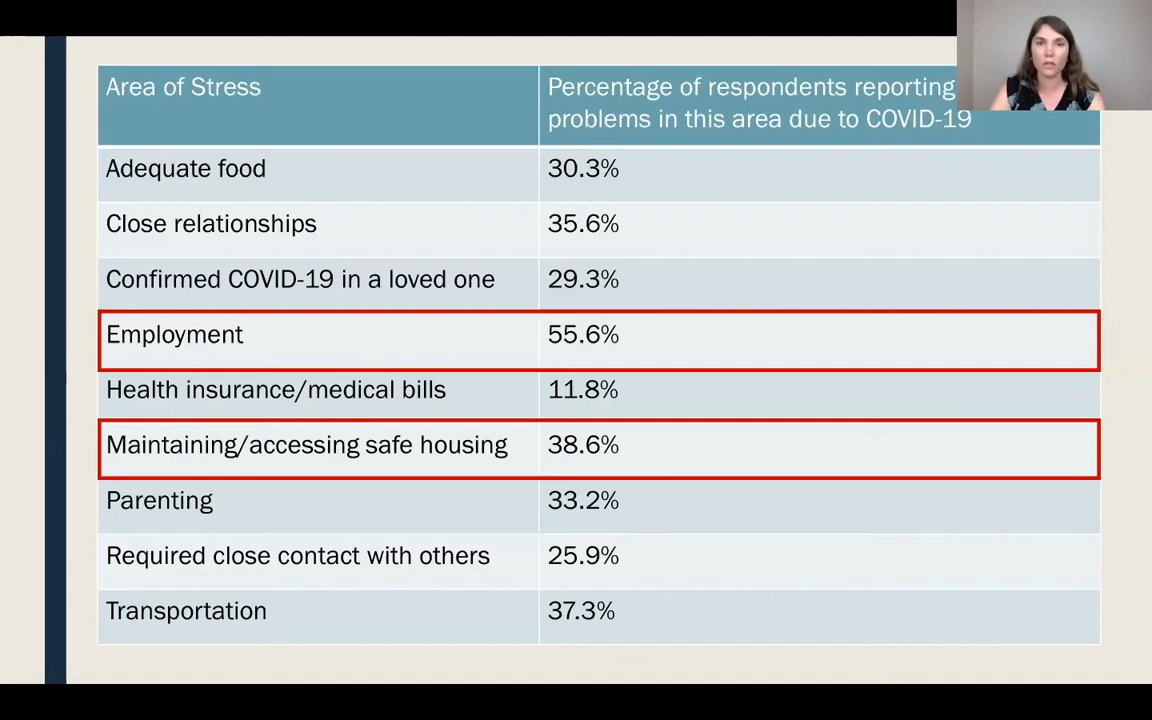 Area of Stress
Percentage of respondents reporting
problems in this area due to COVID-19
Adequate food
30.3%
Close relationships
35.6%
Confirmed COVID-19 in a loved one
29.3%
Employment
55.6%
Health insurance/medical bills
11.8%
Maintaining/accessing safe housing
38.6%
Parenting
33.2%
Required close contact with others
25.9%
Transportation
37.3%